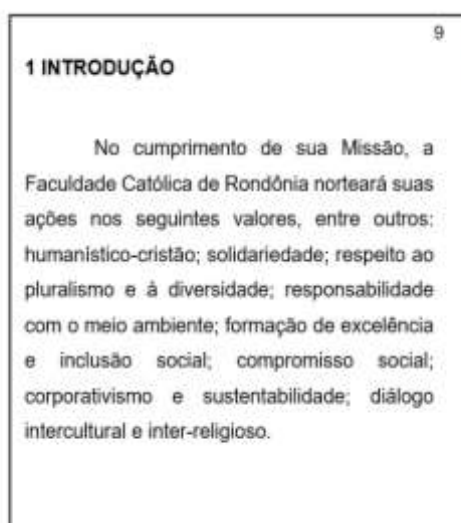 9
1 INTRODUÇÃO
No cumprimento de sua Missão, a
Faculdade Católica de Rondônia norteará suas
ações nos seguintes valores, entre outros:
humanístico-cristão; solidariedade; respeito ao
pluralismo e à diversidade; responsabilidade
com o meio ambiente; formação de excelência
e inclusão social; compromisso social;
corporativismo e sustentabilidade; diálogo
intercultural e inter-religioso.